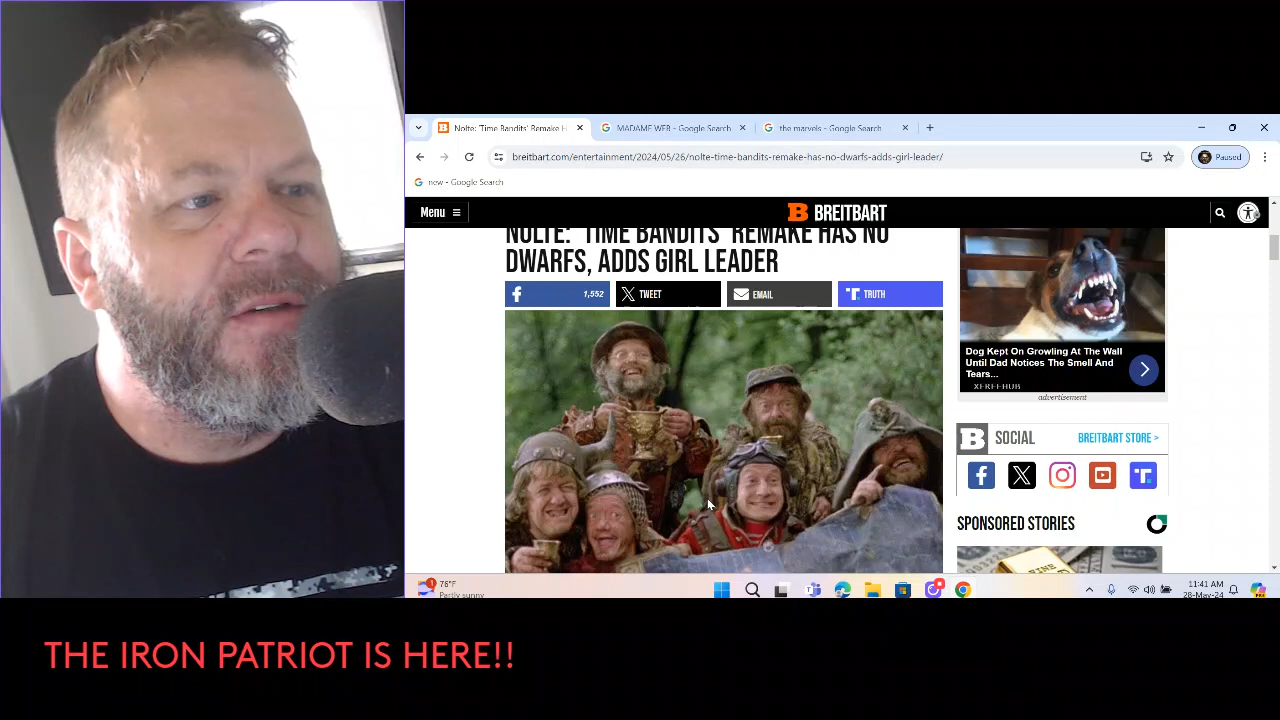 Nolte: 'Time Bandits' Remake H
MADAME WEB - Google Search
the marvels - Google Search
breitbart.com/entertainment/2024/05/26/nolte-time-bandits-remake-has-no-dwarfs-adds-girl-leader/
Paused
new - Google Search
Menu
B BREITBART
NOLTE: 'TIME BANDITS' REMAKE HAS NO
DWARFS, ADDS GIRL LEADER
1,552
TWEET
EMAIL
TRUTH
Dog Kept On Growling At The Wall
Until Dad Notices The Smell And
Tears...
XFREEHUB
advertisement
B SOCIAL
BREITBART STORE >
SPONSORED STORIES
1
76°F
Partly sunny
11:41 AM
28-May-24
THE IRON PATRIOT IS HERE!!